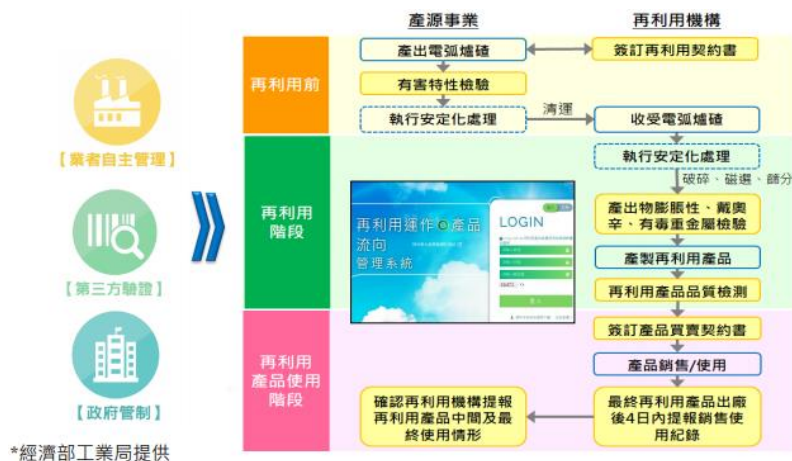 產源事業
再利用機構
再利用前
產出電弧爐碴
簽訂再利用契約書
有害特性檢驗
執行安定化處理
清運
收受電弧爐碴
【業者自主管理】
再利用
階段
執行安定化處理
破碎、磁選、篩分
產出物膨脹性、戴奧
辛、有毒重金屬檢驗
再利用運作 產品
流向
管理系統
LOGIN
產製再利用產品
再利用產品品質檢測
【第三方驗證】
再利用
產品使用
階段
簽訂產品買賣契約書
產品銷售/使用
確認再利用機構提報
再利用產品中間及最
終使用情形
最終再利用產品出廠
後4日內提報銷售使
用紀錄
【政府管制】
*經濟部工業局提供